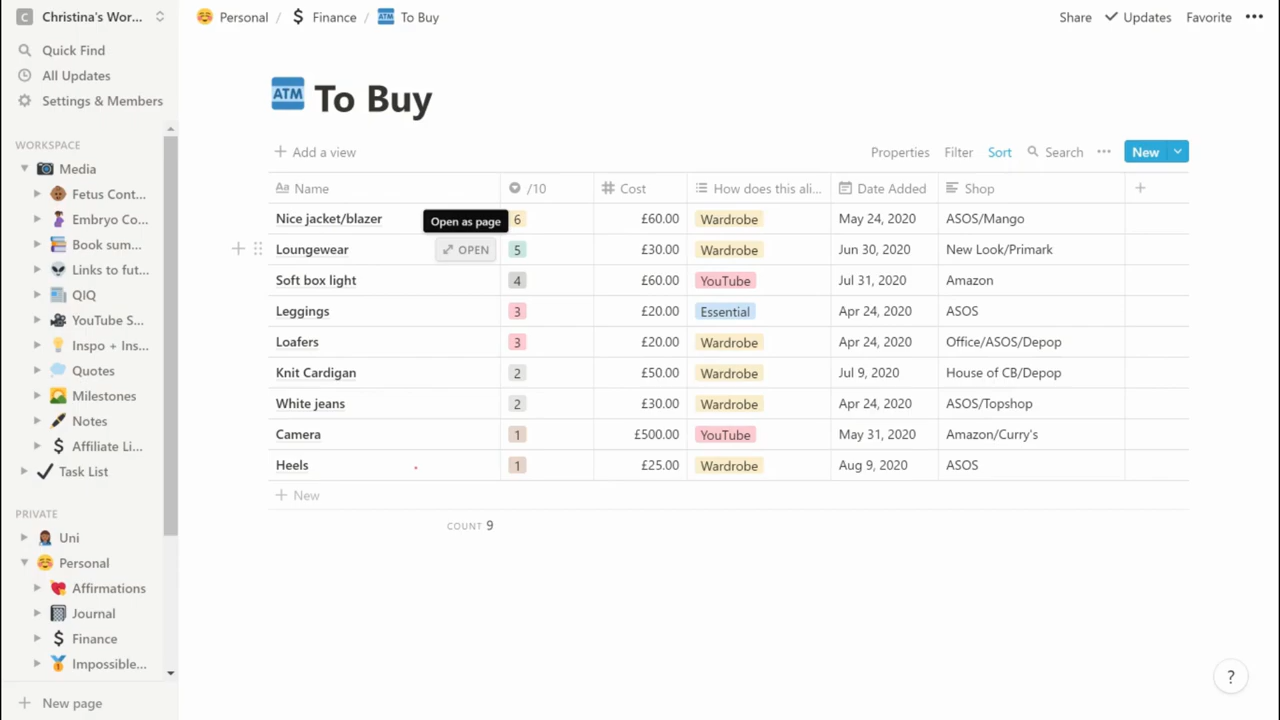 C Christina's Wor...
Personal / $ Finance / ATM To Buy
Share Updates Favorite
Quick Find
All Updates
Settings & Members
WORKSPACE
Media
Fetus Cont...
Embryo Co...
Book sum...
Links to fut...
QIQ
YouTube S...
Inspo + Ins...
Quotes
Milestones
Notes
$ Affiliate Li...
Task List
PRIVATE
Uni
Personal
Affirmations
Journal
$ Finance
Impossible...
New page
ATM To Buy
+ Add a view
Properties Filter Sort Search New
Aa Name /10 # Cost How does this ali... Date Added Shop +
Nice jacket/blazer 6 £60.00 Wardrobe May 24, 2020 ASOS/Mango
Open as page
Loungewear OPEN 5 £30.00 Wardrobe Jun 30, 2020 New Look/Primark
Soft box light 4 £60.00 YouTube Jul 31, 2020 Amazon
Leggings 3 £20.00 Essential Apr 24, 2020 ASOS
Loafers 3 £20.00 Wardrobe Apr 24, 2020 Office/ASOS/Depop
Knit Cardigan 2 £50.00 Wardrobe Jul 9, 2020 House of CB/Depop
White jeans 2 £30.00 Wardrobe Apr 24, 2020 ASOS/Topshop
Camera 1 £500.00 YouTube May 31, 2020 Amazon/Curry's
Heels 1 £25.00 Wardrobe Aug 9, 2020 ASOS
+ New
COUNT 9
?